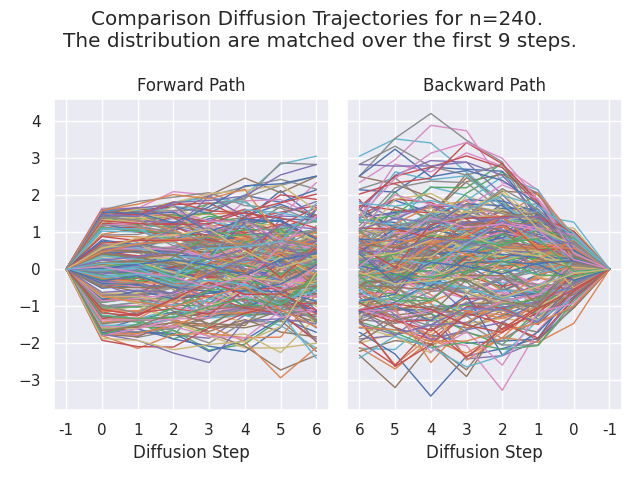 Comparison Diffusion Trajectories for n=240.
The distribution are matched over the first 9 steps.
Forward Path
Backward Path
4
3
2
1
0
−1
−2
−3
-1 0 1 2 3 4 5 6
6 5 4 3 2 1 0 -1
Diffusion Step
Diffusion Step